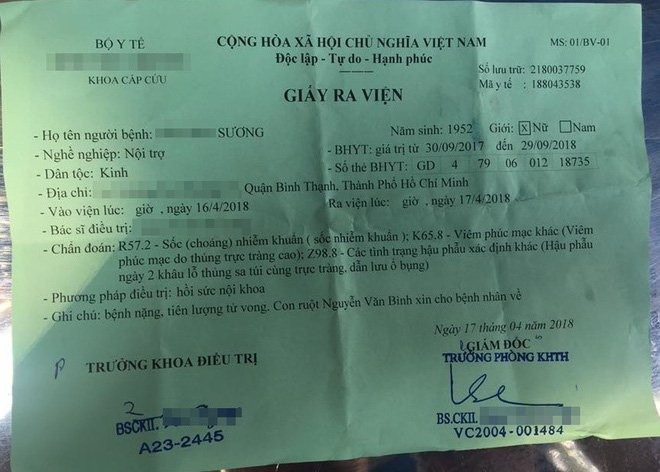 BỘ Y TẾ
KHOA CẤP CỨU
CỘNG HÒA XÃ HỘI CHỦ NGHĨA VIỆT NAM
Độc lập - Tự do - Hạnh phúc
MS: 01/BV-01
Số lưu trữ: 2180037759
Mã y tế : 188043538
GIẤY RA VIỆN
- Họ tên người bệnh: SƯƠNG Năm sinh: 1952 Giới: [X] Nữ [ ] Nam
- Nghề nghiệp: Nội trợ - BHYT: giá trị từ 30/09/2017 đến 29/09/2018
- Dân tộc: Kinh - Số thẻ BHYT: GD 4 79 06 012 18735
- Địa chỉ: Quận Bình Thạnh, Thành Phố Hồ Chí Minh
- Vào viện lúc: giờ , ngày 16/4/2018 Ra viện lúc: giờ , ngày 17/4/2018
- Bác sĩ điều trị:
- Chẩn đoán: R57.2 - Sốc (choáng) nhiễm khuẩn ( sốc nhiễm khuẩn ); K65.8 - Viêm phúc mạc khác (Viêm
phúc mạc do thủng trực tràng cao); Z98.8 - Các tình trạng hậu phẫu xác định khác (Hậu phẫu
ngày 2 khâu lỗ thủng sa túi cùng trực tràng, dẫn lưu ổ bụng)
- Phương pháp điều trị: hồi sức nội khoa
- Ghi chú: bệnh nặng, tiên lượng tử vong. Con ruột Nguyễn Văn Bình xin cho bệnh nhân về
Ngày 17 tháng 04 năm 2018
TRƯỞNG KHOA ĐIỀU TRỊ
GIÁM ĐỐC
TRƯỞNG PHÒNG KHTH
BSCKII.
A23-2445
BS.CKII.
VC2004-001484